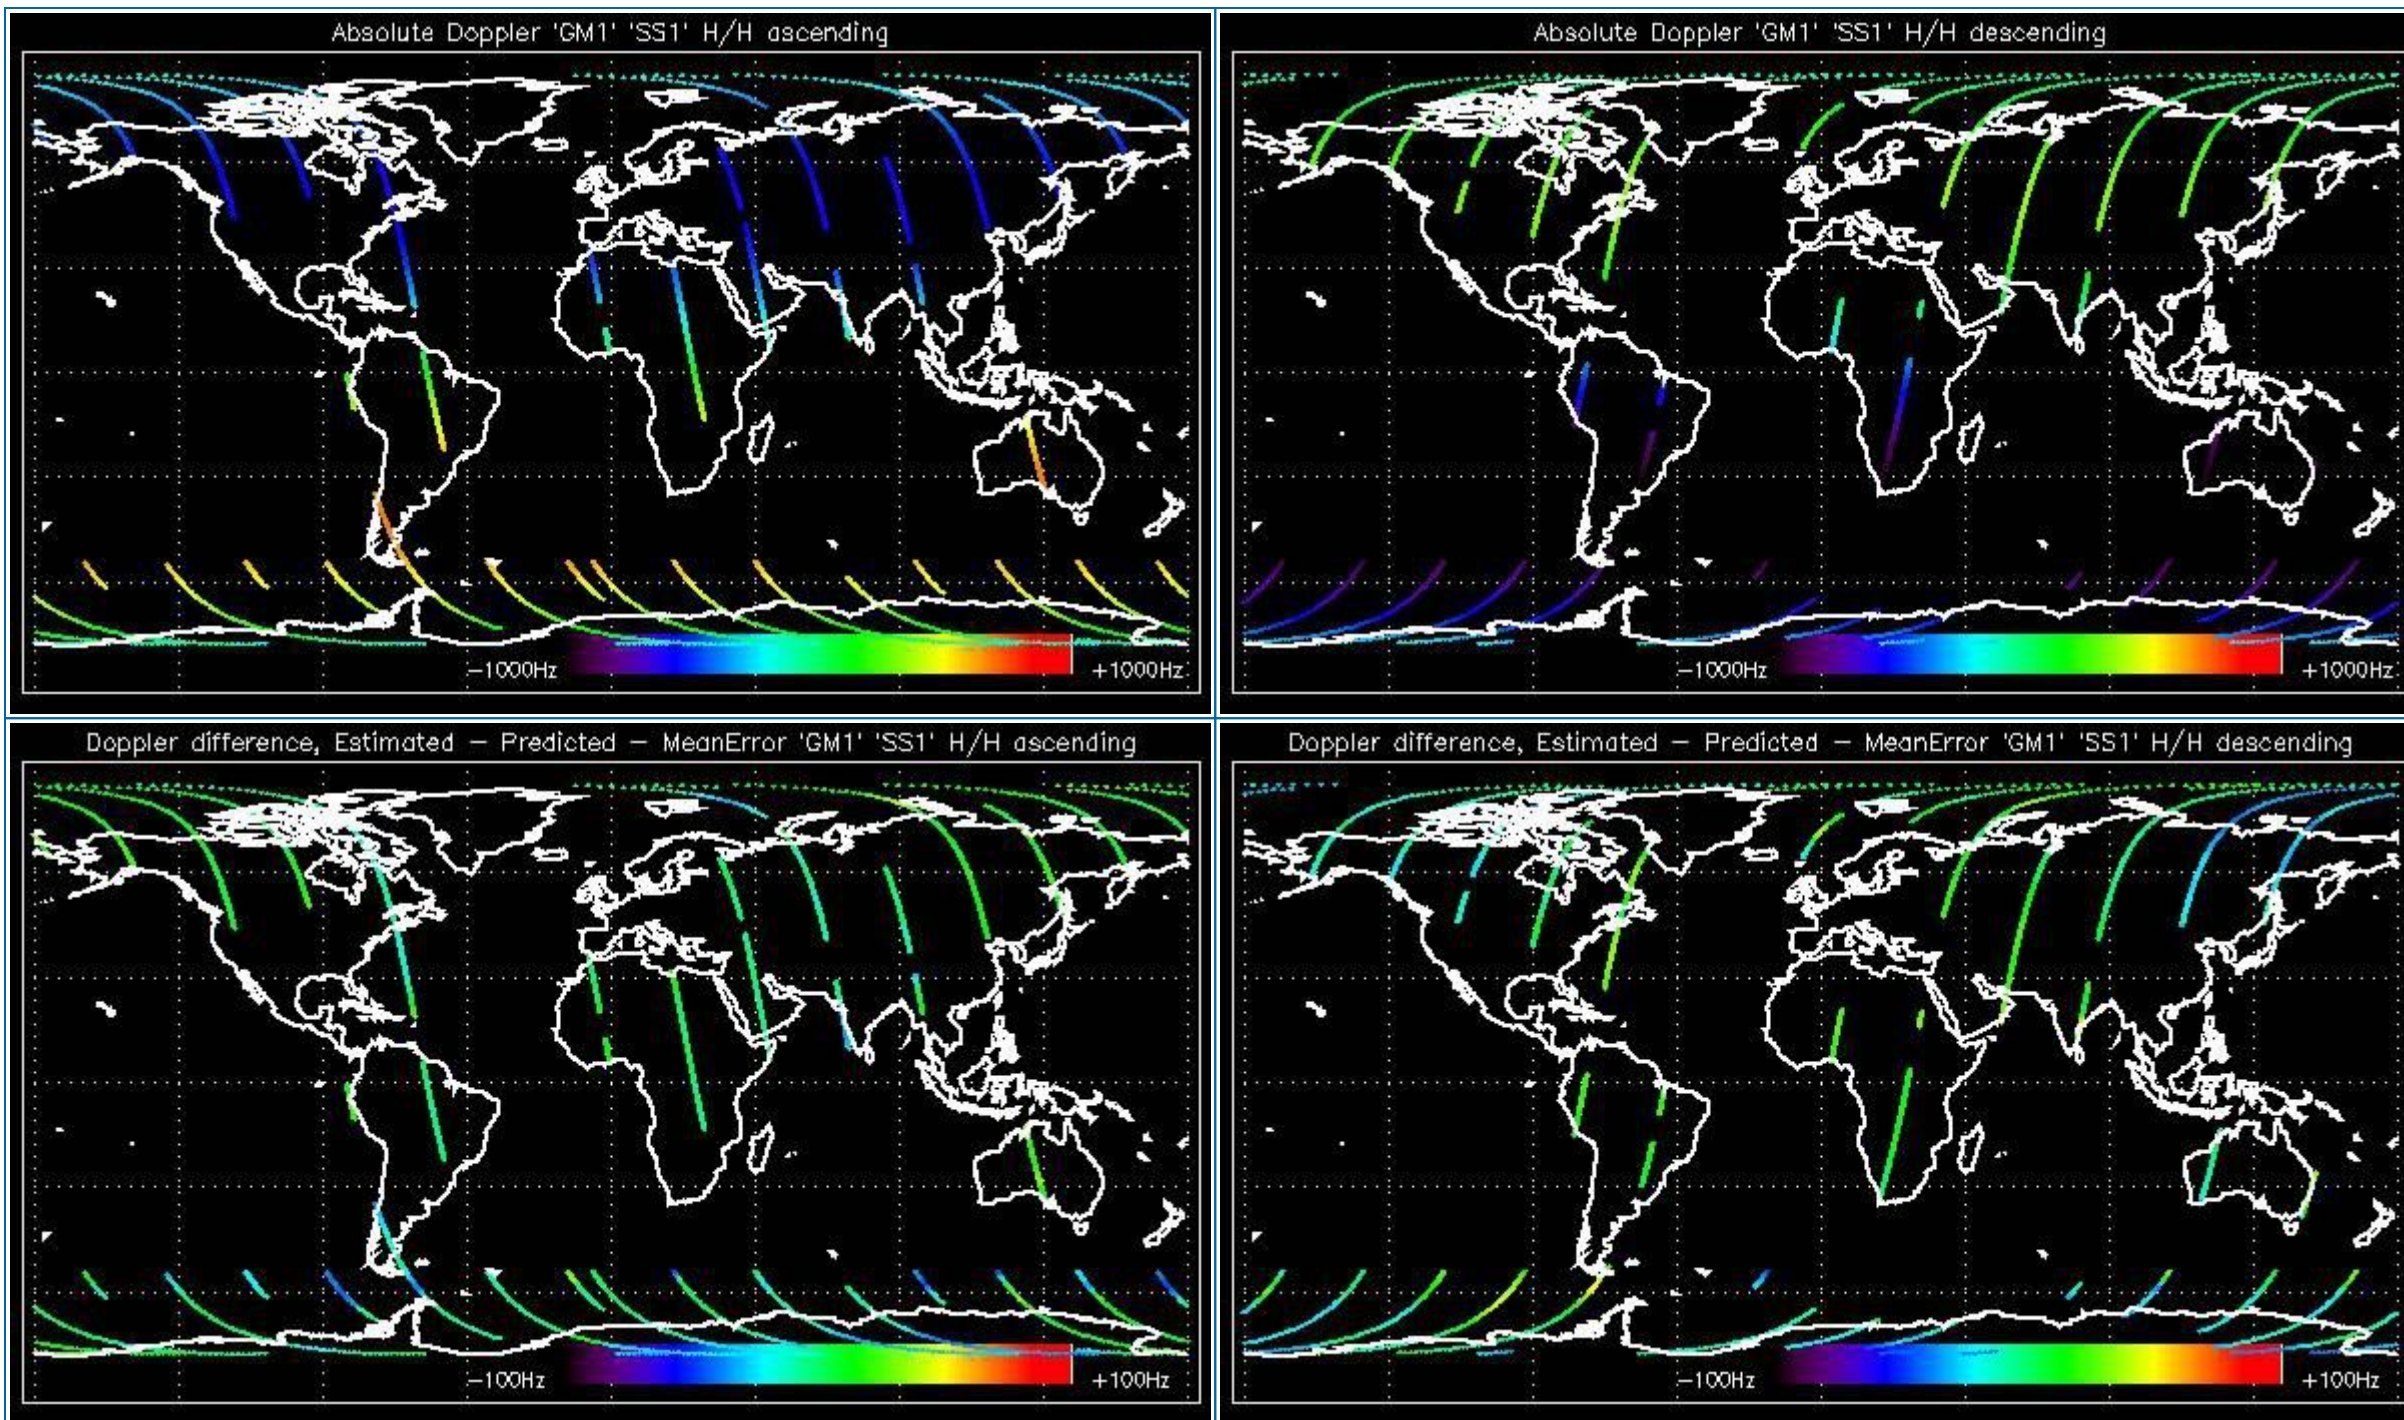 Absolute Doppler 'GM1' 'SS1' H/H ascending
-1000Hz
+1000Hz
Absolute Doppler 'GM1' 'SS1' H/H descending
-1000Hz
+1000Hz
Doppler difference, Estimated - Predicted - MeanError 'GM1' 'SS1' H/H ascending
-100Hz
+100Hz
Doppler difference, Estimated - Predicted - MeanError 'GM1' 'SS1' H/H descending
-100Hz
+100Hz